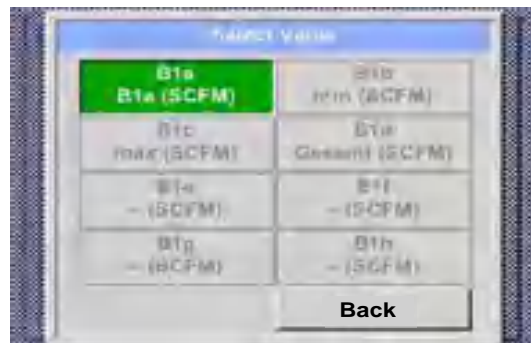 Select Value
B1a
B1a (SCFM)
B1b
min (SCFM)
B1c
max (SCFM)
B1d
(SCFM)
B1e
-- (SCFM)
B1f
-- (SCFM)
B1g
-- (SCFM)
B1h
-- (SCFM)
Back